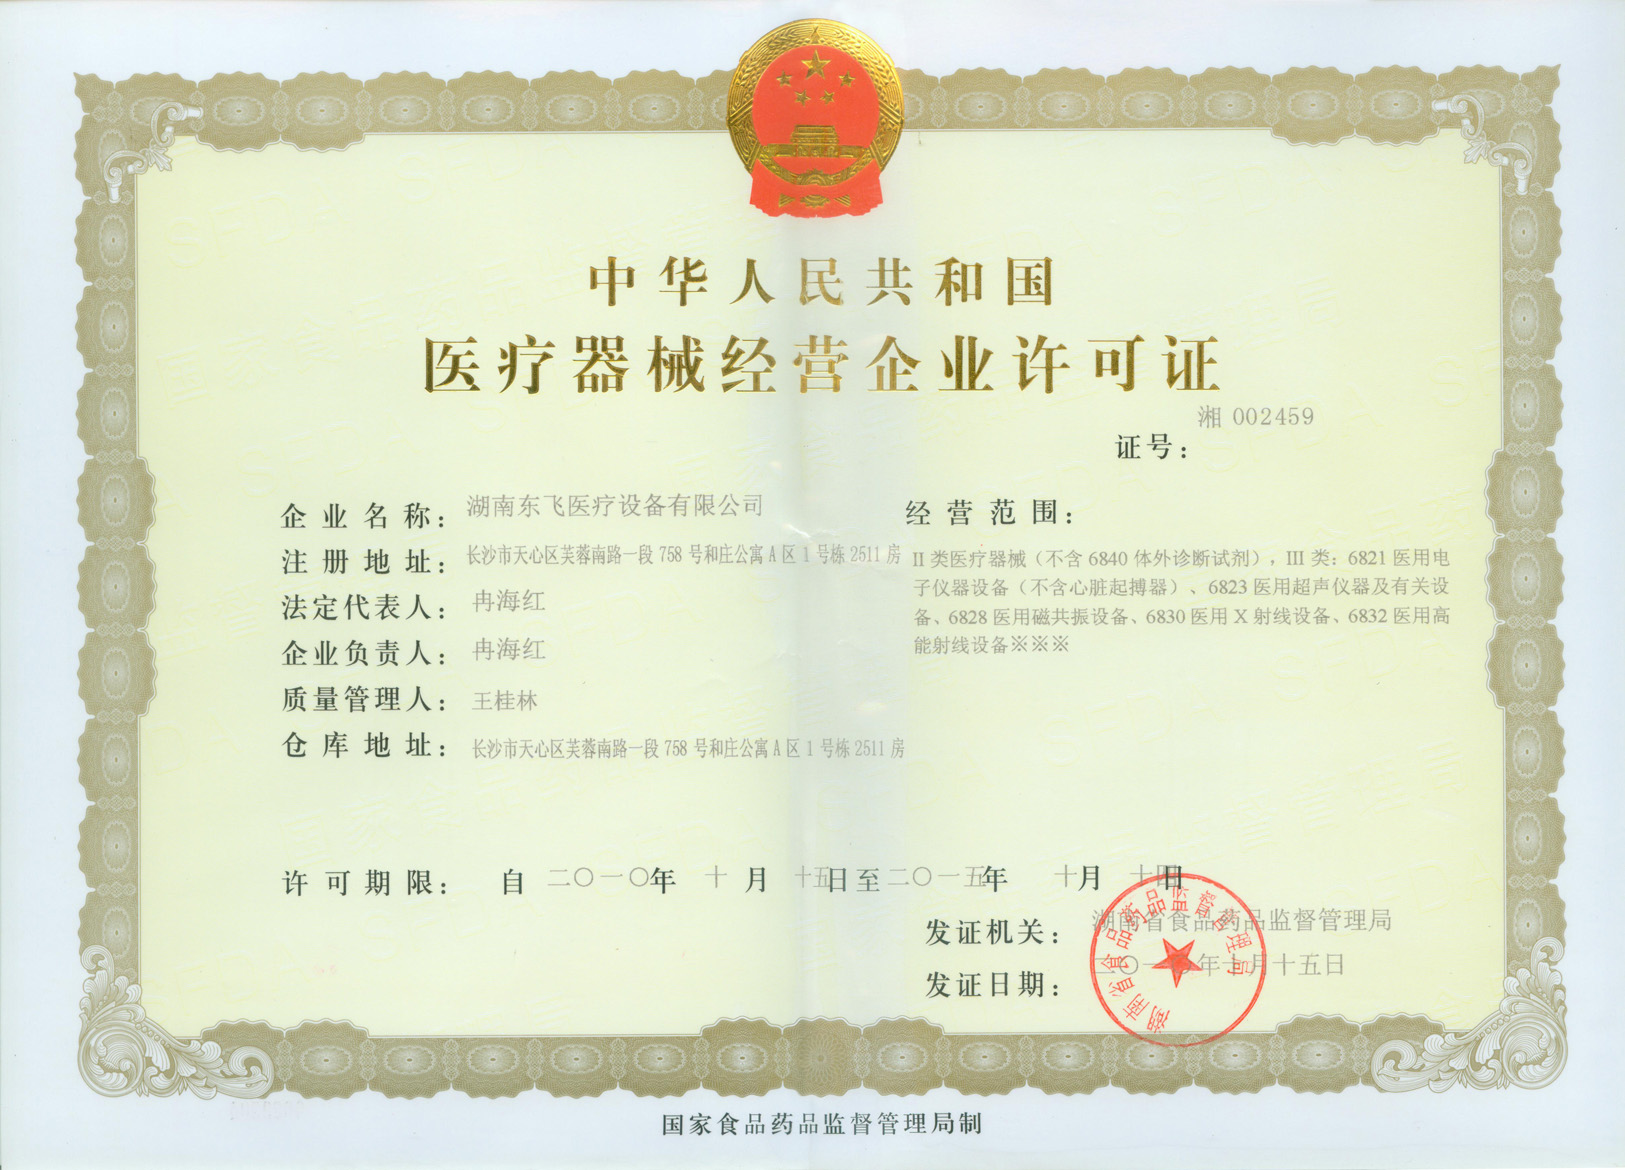 中华人民共和国
医疗器械经营企业许可证
证号：湘 002459
企业名称：湖南东飞医疗设备有限公司
注册地址：长沙市天心区芙蓉南路一段 758 号和庄公寓 A 区 1 号栋 2511 房
法定代表人：冉海红
企业负责人：冉海红
质量管理人：王桂林
仓库地址：长沙市天心区芙蓉南路一段 758 号和庄公寓 A 区 1 号栋 2511 房
经营范围：
II 类医疗器械（不含 6840 体外诊断试剂），III 类：6821 医用电
子仪器设备（不含心脏起搏器）、6823 医用超声仪器及有关设
备、6828 医用磁共振设备、6830 医用 X 射线设备、6832 医用高
能射线设备※※※
许可期限：自 二〇一〇年 十 月 十五日至二〇一五年 十月 十四日
发证机关：湖南省食品药品监督管理局
发证日期：二〇一〇年十月十五日
湖南省食品药品监督管理局
国家食品药品监督管理局制